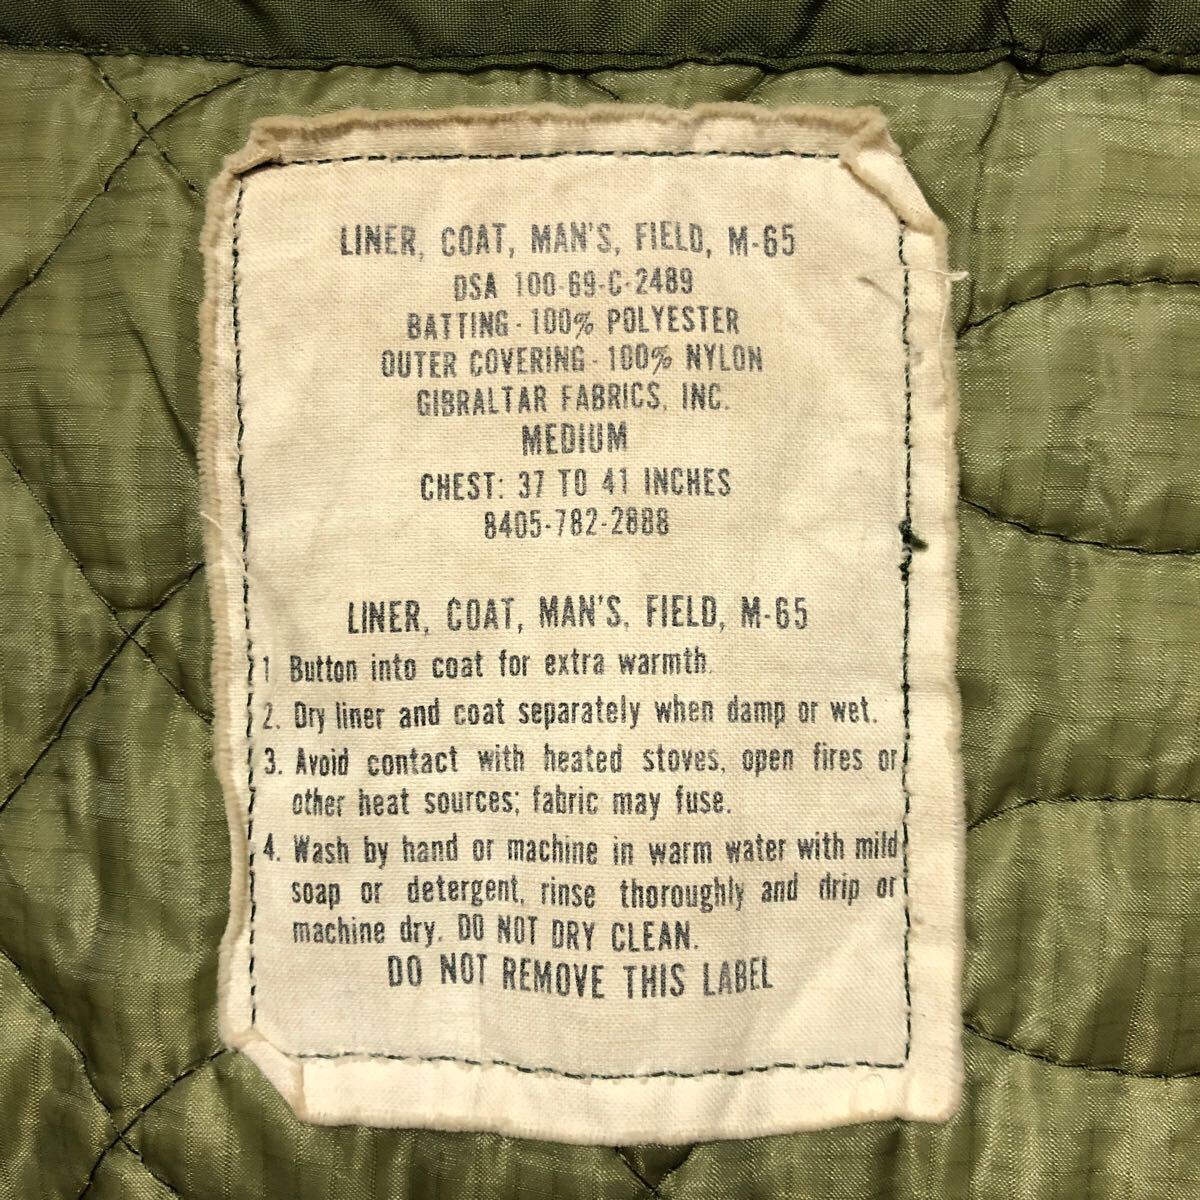 LINER, COAT, MAN'S, FIELD, M-65
DSA 100-69-C-2489
BATTING - 100% POLYESTER
OUTER COVERING - 100% NYLON
GIBRALTAR FABRICS, INC.
MEDIUM
CHEST: 37 TO 41 INCHES
8405-782-2888
LINER, COAT, MAN'S, FIELD, M-65
1 Button into coat for extra warmth.
2. Dry liner and coat separately when damp or wet.
3. Avoid contact with heated stoves, open fires or
other heat sources; fabric may fuse.
4. Wash by hand or machine in warm water with mild
soap or detergent, rinse thoroughly and drip or
machine dry. DO NOT DRY CLEAN.
DO NOT REMOVE THIS LABEL